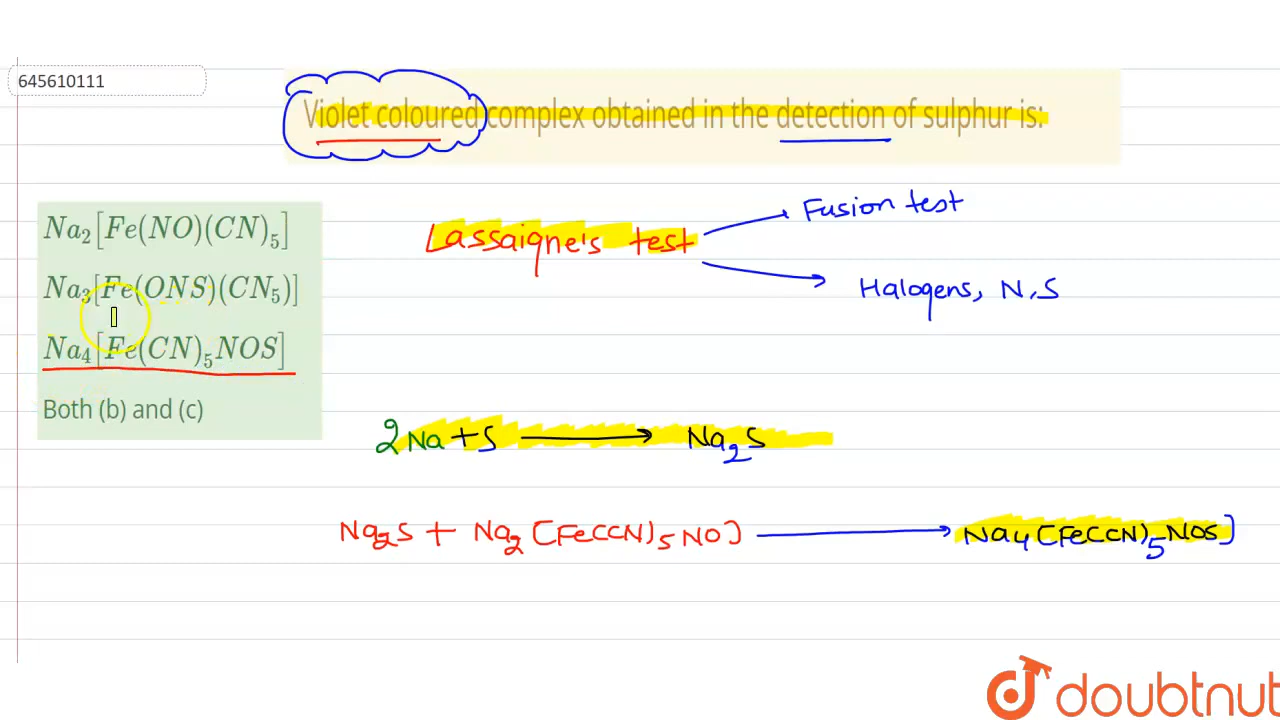 645610111
Violet coloured complex obtained in the detection of sulphur is:
Na₂[Fe(NO)(CN)₅]
Na₃[Fe(ONS)(CN₅)]
Na₄[Fe(CN)₅NOS]
Both (b) and (c)
Lassaigne's test
Fusion test
Halogens, N, S
2Na + S ⟶ Na₂S
Na₂S + Na₂[Fe(CN)₅NO] ⟶ Na₄[Fe(CN)₅NOS]
doubtnut